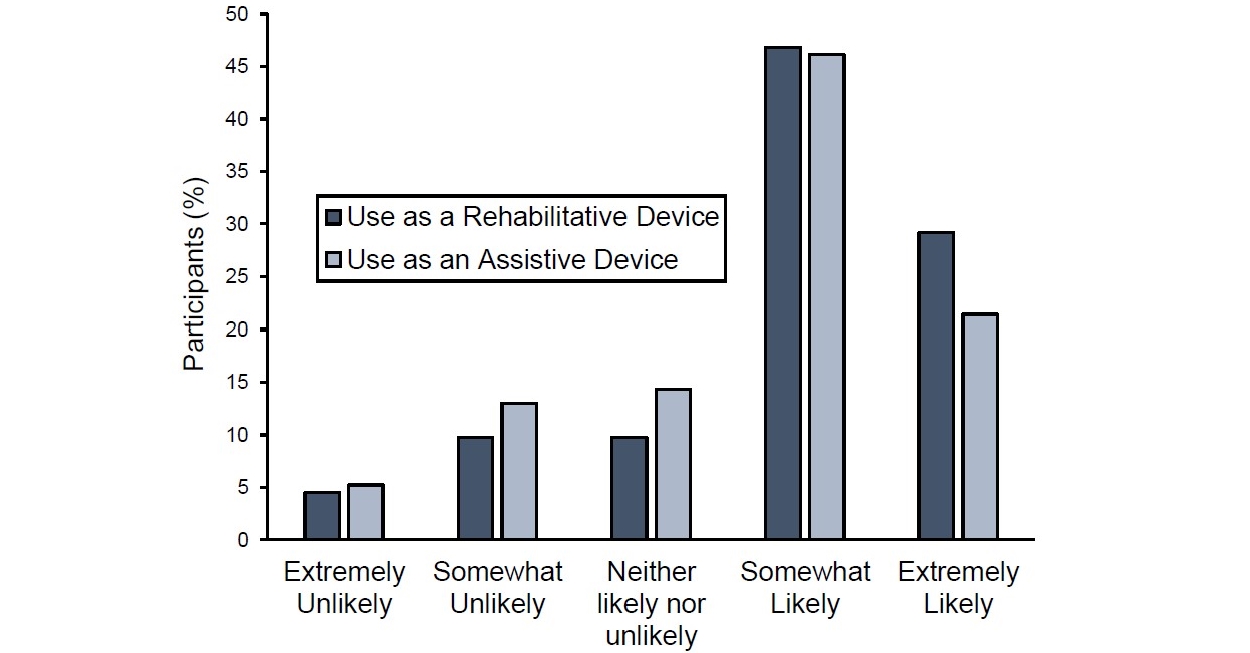 50
45
40
35
30
25
20
15
10
5
0
Participants (%)
Use as a Rehabilitative Device
Use as an Assistive Device
Extremely
Unlikely
Somewhat
Unlikely
Neither
likely nor
unlikely
Somewhat
Likely
Extremely
Likely